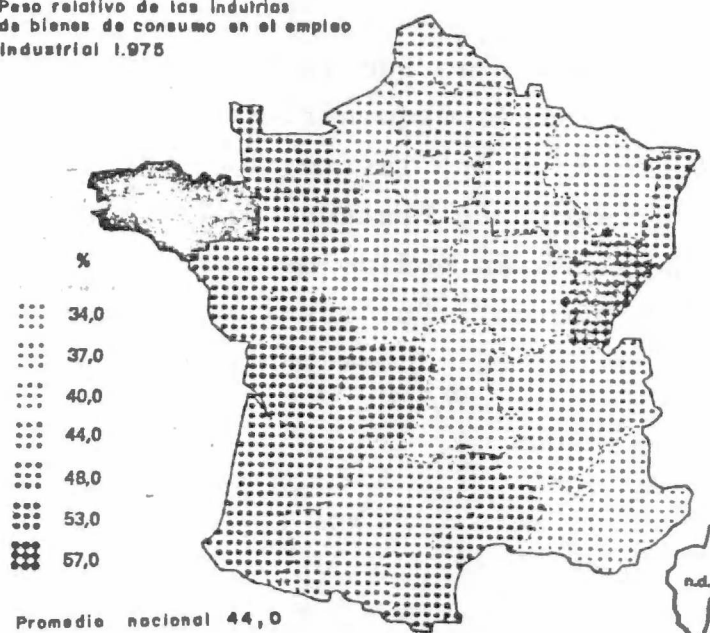 Peso relativo de las indutrias
de bienes de consumo en el empleo
industrial 1.975
%
34,0
37,0
40,0
44,0
48,0
53,0
57,0
Promedio nacional 44,0
n.d.